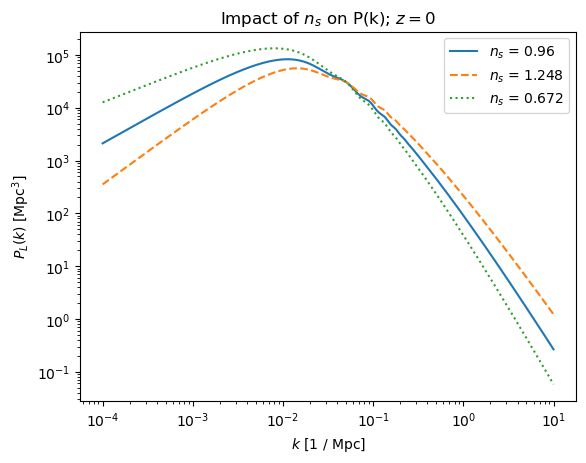 Impact of $n_s$ on P(k); $z = 0$
$n_s$ = 0.96
$n_s$ = 1.248
$n_s$ = 0.672
$P_L(k)$ [Mpc$^3$]
$10^5$
$10^4$
$10^3$
$10^2$
$10^1$
$10^0$
$10^{-1}$
$10^{-4}$
$10^{-3}$
$10^{-2}$
$10^{-1}$
$10^0$
$10^1$
$k$ [1 / Mpc]